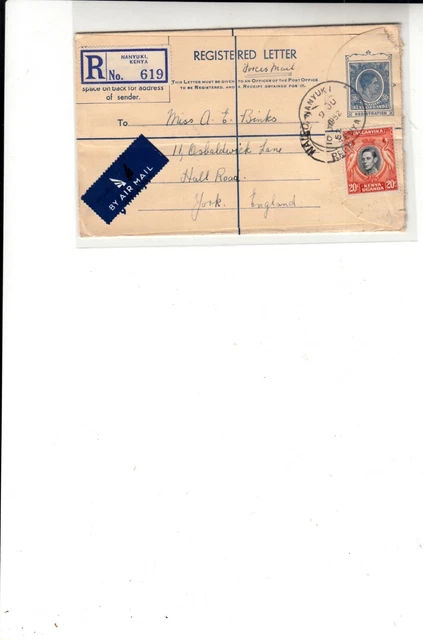 R
NANYUKI,
KENYA
No. 619
REGISTERED LETTER
Forces Mail
THIS LETTER MUST BE GIVEN TO AN OFFICER OF THE POST OFFICE
TO BE REGISTERED, AND A RECEIPT OBTAINED FOR IT.
space on back for address
of sender.
To Miss A. E. Binks
11, Osbaldwick Lane
Hall Road.
York. England
BY AIR MAIL
REGISTRATION
NANYUKI
TANGANYIKA
20c KENYA 20c
UGANDA